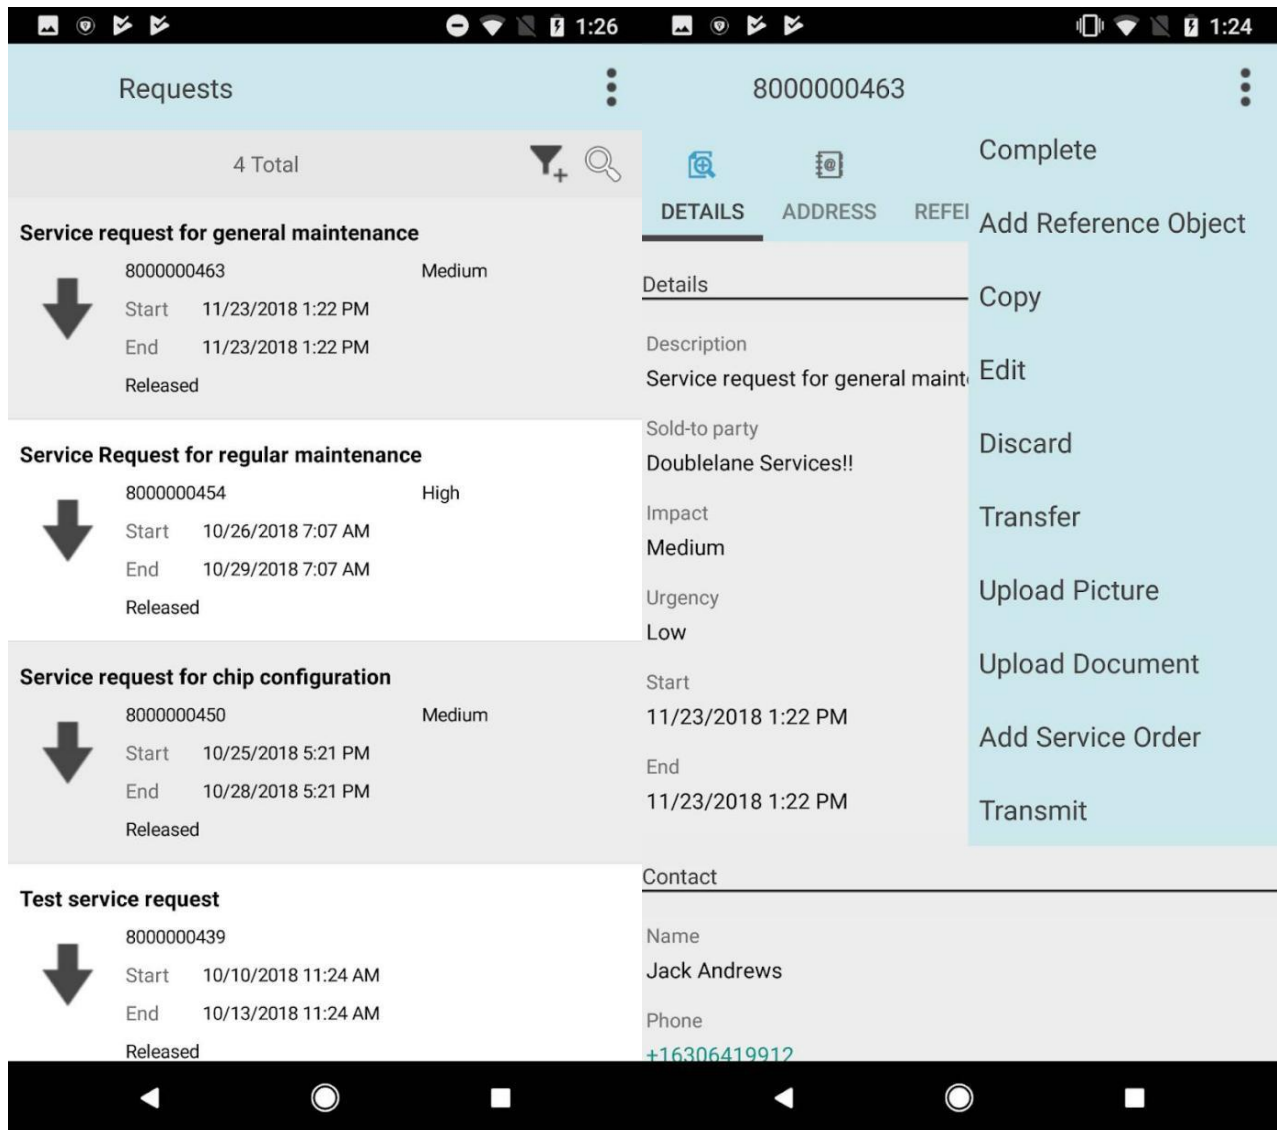 1:26
Requests
4 Total
Service request for general maintenance
8000000463 Medium
Start 11/23/2018 1:22 PM
End 11/23/2018 1:22 PM
Released
Service Request for regular maintenance
8000000454 High
Start 10/26/2018 7:07 AM
End 10/29/2018 7:07 AM
Released
Service request for chip configuration
8000000450 Medium
Start 10/25/2018 5:21 PM
End 10/28/2018 5:21 PM
Released
Test service request
8000000439
Start 10/10/2018 11:24 AM
End 10/13/2018 11:24 AM
Released
1:24
8000000463
DETAILS ADDRESS REFE
Details
Description
Service request for general maint
Sold-to party
Doublelane Services!!
Impact
Medium
Urgency
Low
Start
11/23/2018 1:22 PM
End
11/23/2018 1:22 PM
Contact
Name
Jack Andrews
Phone
+16306419912
Complete
Add Reference Object
Copy
Edit
Discard
Transfer
Upload Picture
Upload Document
Add Service Order
Transmit